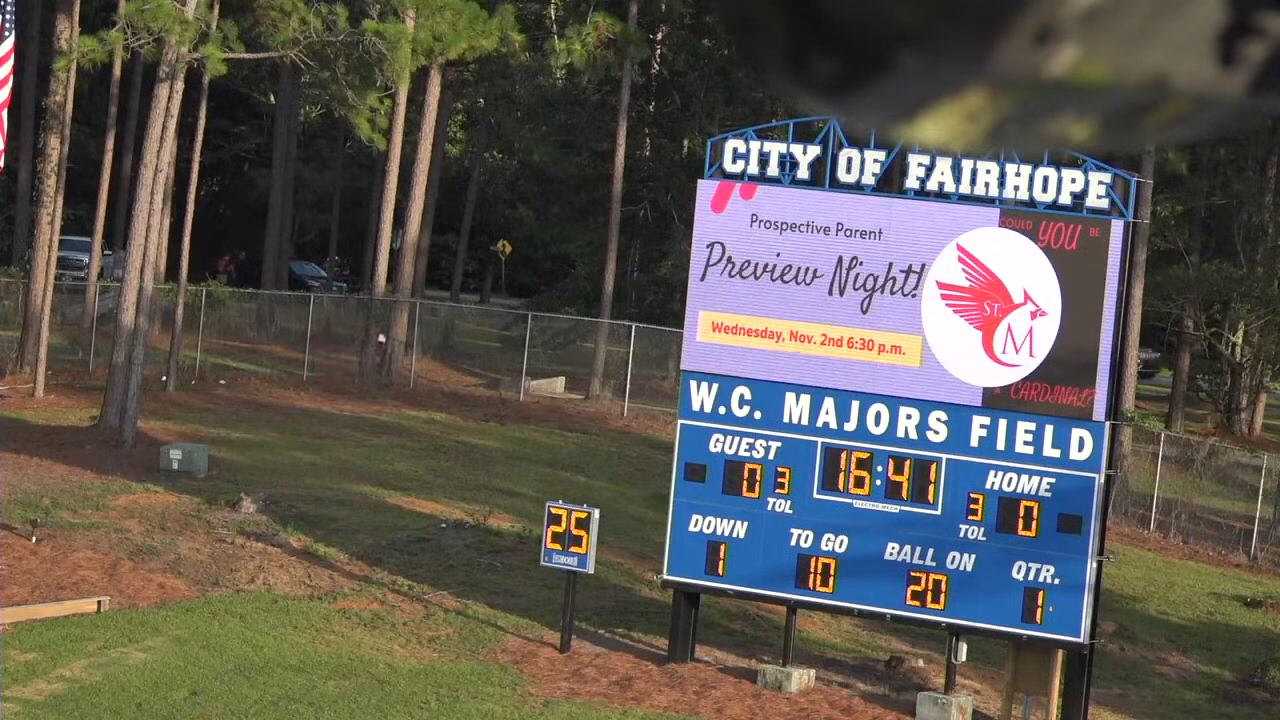 CITY OF FAIRHOPE
Prospective Parent
Preview Night!
Wednesday, Nov. 2nd 6:30 p.m.
COULD YOU BE
ST.
M
A CARDINAL?
W.C. MAJORS FIELD
GUEST
0 3
TOL
16:41
ELECTRO-MECH
HOME
3 0
TOL
DOWN
1
TO GO
10
BALL ON
20
QTR.
1
25